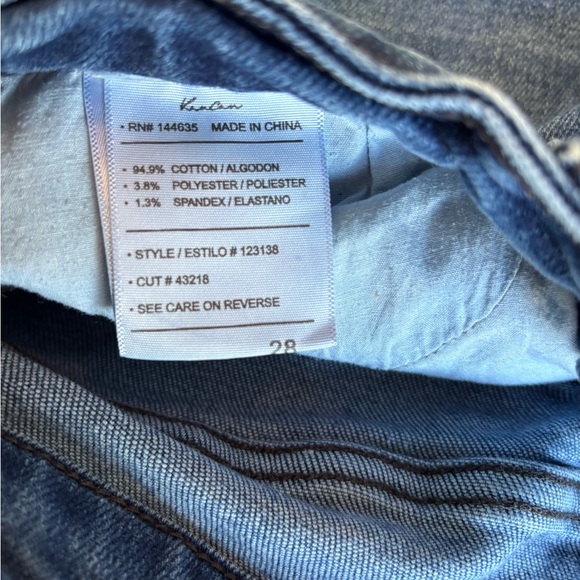 KanCan
• RN# 144635 MADE IN CHINA
• 94.9% COTTON / ALGODON
• 3.8% POLYESTER / POLIESTER
• 1.3% SPANDEX / ELASTANO
• STYLE / ESTILO # 123138
• CUT # 43218
• SEE CARE ON REVERSE
28